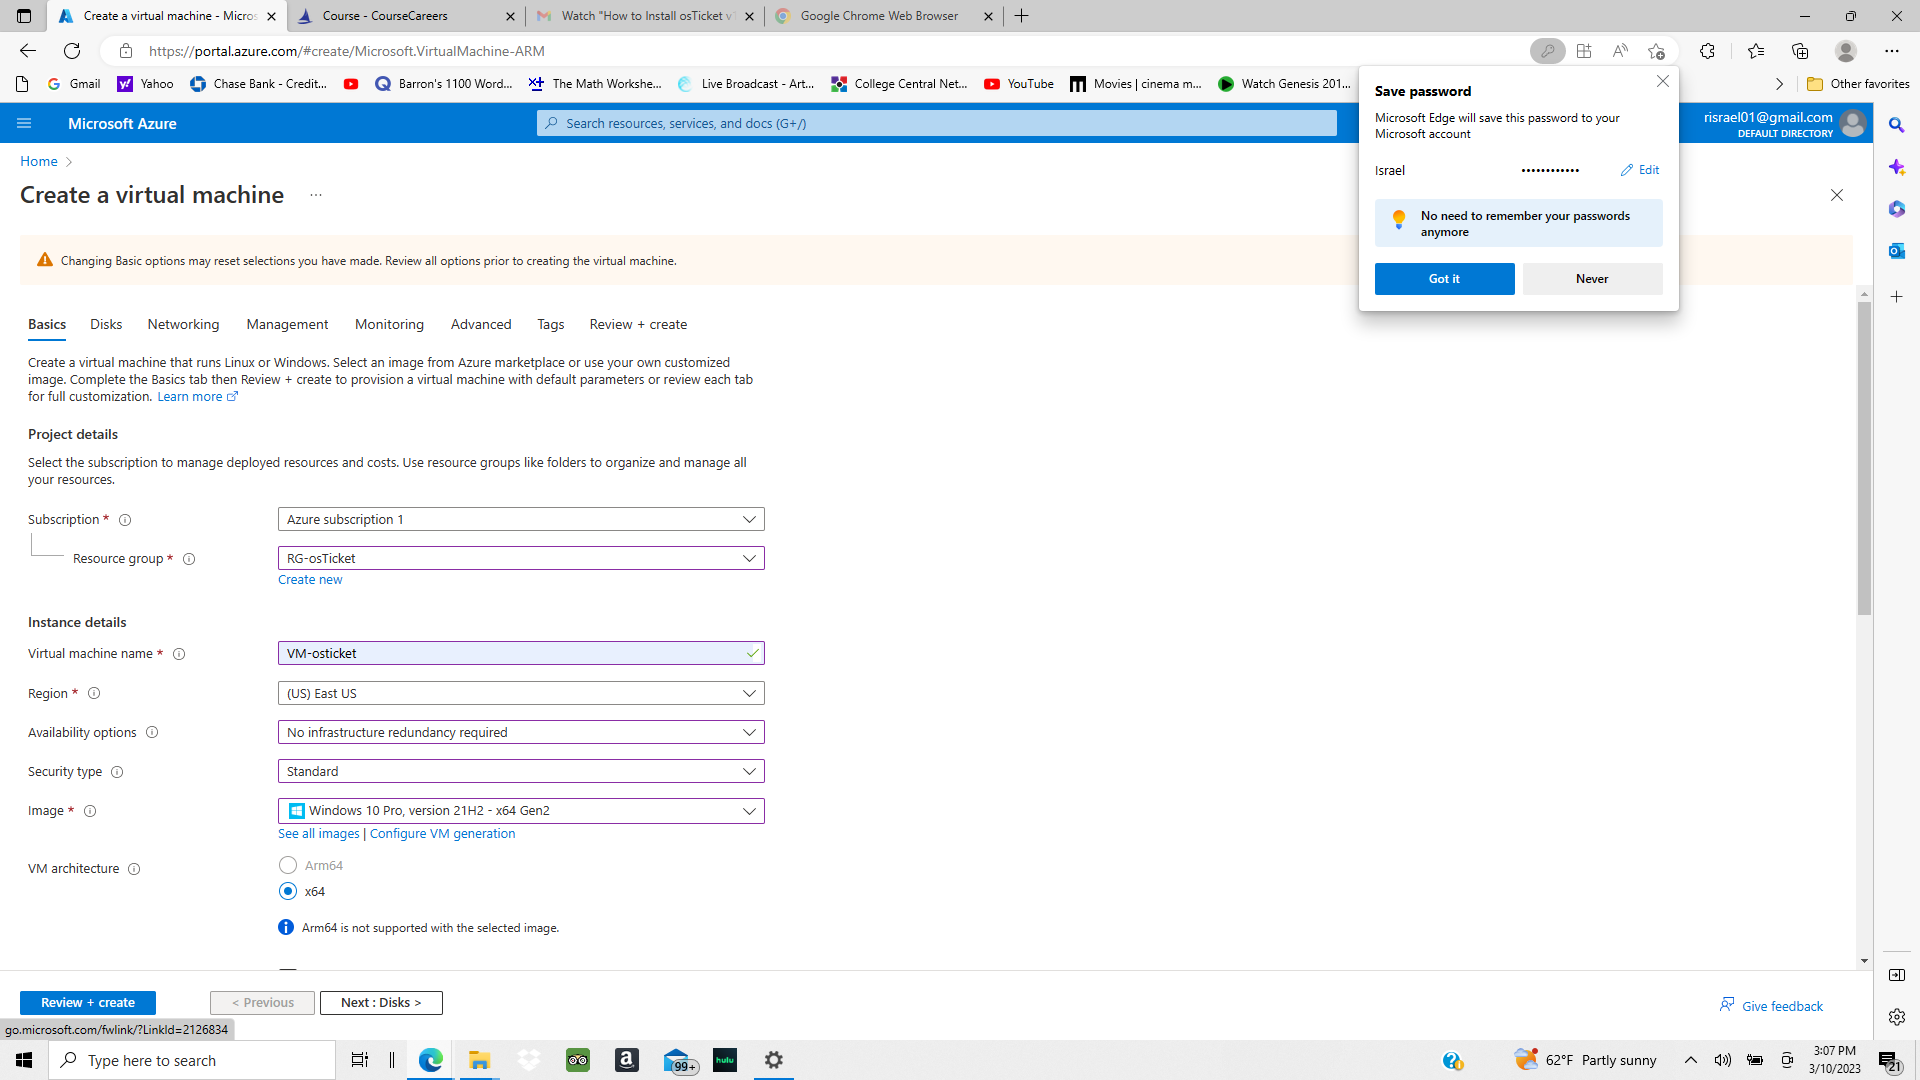 Create a virtual machine - Micros
Course - CourseCareers
Watch "How to Install osTicket v1
Google Chrome Web Browser
https://portal.azure.com/#create/Microsoft.VirtualMachine-ARM
Gmail
Yahoo
Chase Bank - Credit...
Barron's 1100 Word...
The Math Workshe...
Live Broadcast - Art...
College Central Net...
YouTube
Movies | cinema m...
Watch Genesis 201...
Other favorites
Microsoft Azure
Search resources, services, and docs (G+/)
risrael01@gmail.com
DEFAULT DIRECTORY
Save password
Microsoft Edge will save this password to your
Microsoft account
Israel
••••••••••••
Edit
No need to remember your passwords
anymore
Got it
Never
Home
Create a virtual machine
...
Changing Basic options may reset selections you have made. Review all options prior to creating the virtual machine.
Basics
Disks
Networking
Management
Monitoring
Advanced
Tags
Review + create
Create a virtual machine that runs Linux or Windows. Select an image from Azure marketplace or use your own customized
image. Complete the Basics tab then Review + create to provision a virtual machine with default parameters or review each tab
for full customization. Learn more
Project details
Select the subscription to manage deployed resources and costs. Use resource groups like folders to organize and manage all
your resources.
Subscription *
Azure subscription 1
Resource group *
RG-osTicket
Create new
Instance details
Virtual machine name *
VM-osticket
Region *
(US) East US
Availability options
No infrastructure redundancy required
Security type
Standard
Image *
Windows 10 Pro, version 21H2 - x64 Gen2
See all images | Configure VM generation
VM architecture
Arm64
x64
Arm64 is not supported with the selected image.
Review + create
< Previous
Next : Disks >
Give feedback
go.microsoft.com/fwlink/?LinkId=2126834
Type here to search
99+
hulu
62°F Partly sunny
3:07 PM
3/10/2023
21